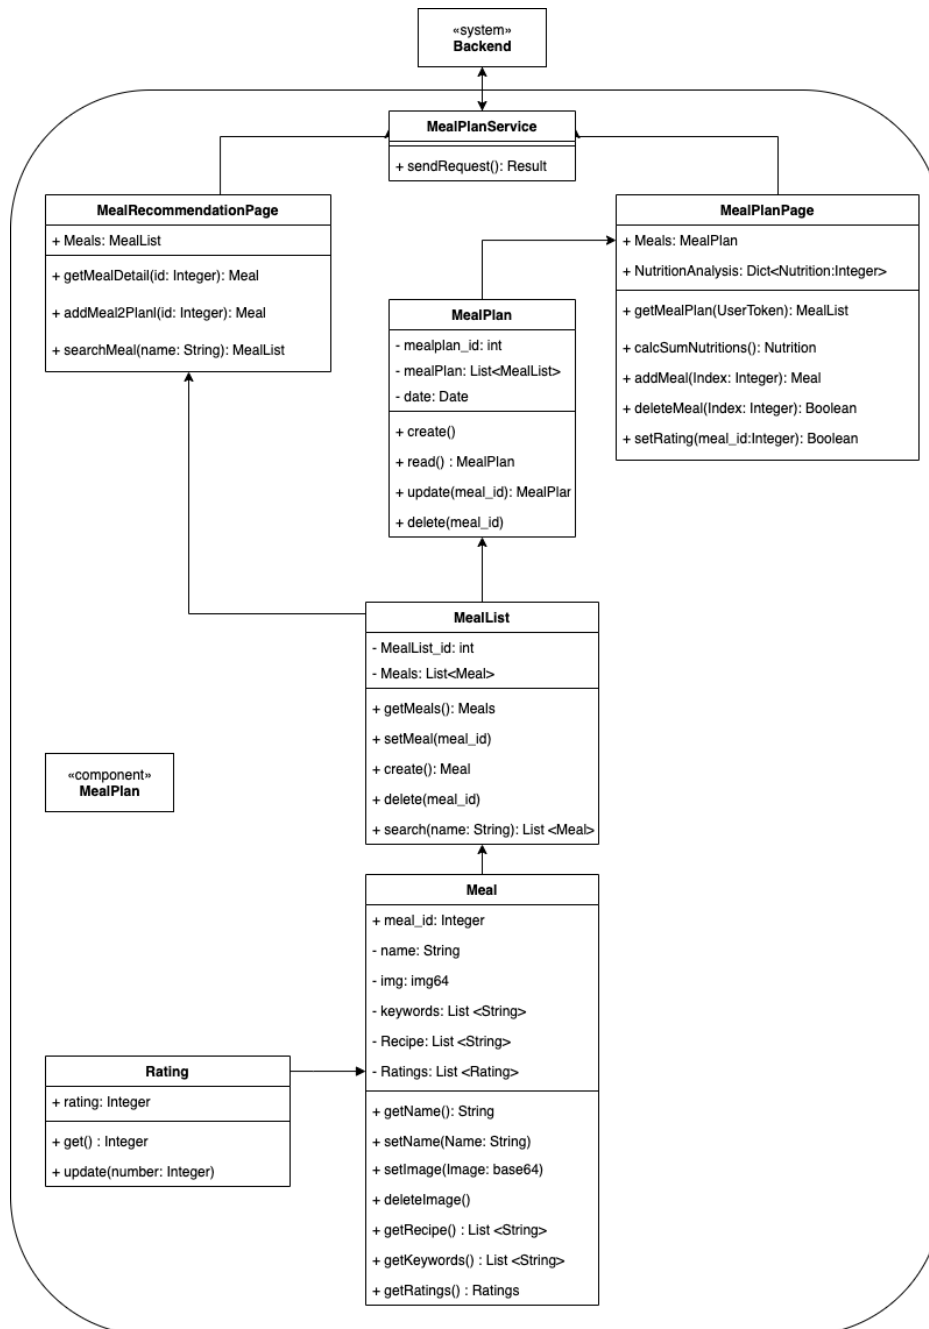 «system»
Backend
MealPlanService
+ sendRequest(): Result
MealRecommendationPage
+ Meals: MealList
+ getMealDetail(id: Integer): Meal
+ addMeal2Planl(id: Integer): Meal
+ searchMeal(name: String): MealList
MealPlanPage
+ Meals: MealPlan
+ NutritionAnalysis: Dict<Nutrition:Integer>
+ getMealPlan(UserToken): MealList
+ calcSumNutritions(): Nutrition
+ addMeal(Index: Integer): Meal
+ deleteMeal(Index: Integer): Boolean
+ setRating(meal_id:Integer): Boolean
MealPlan
- mealplan_id: int
- mealPlan: List<MealList>
- date: Date
+ create()
+ read() : MealPlan
+ update(meal_id): MealPlan
+ delete(meal_id)
MealList
- MealList_id: int
- Meals: List<Meal>
+ getMeals(): Meals
+ setMeal(meal_id)
+ create(): Meal
+ delete(meal_id)
+ search(name: String): List <Meal>
«component»
MealPlan
Meal
+ meal_id: Integer
- name: String
- img: img64
- keywords: List <String>
- Recipe: List <String>
- Ratings: List <Rating>
+ getName(): String
+ setName(Name: String)
+ setImage(Image: base64)
+ deleteImage()
+ getRecipe() : List <String>
+ getKeywords() : List <String>
+ getRatings() : Ratings
Rating
+ rating: Integer
+ get() : Integer
+ update(number: Integer)